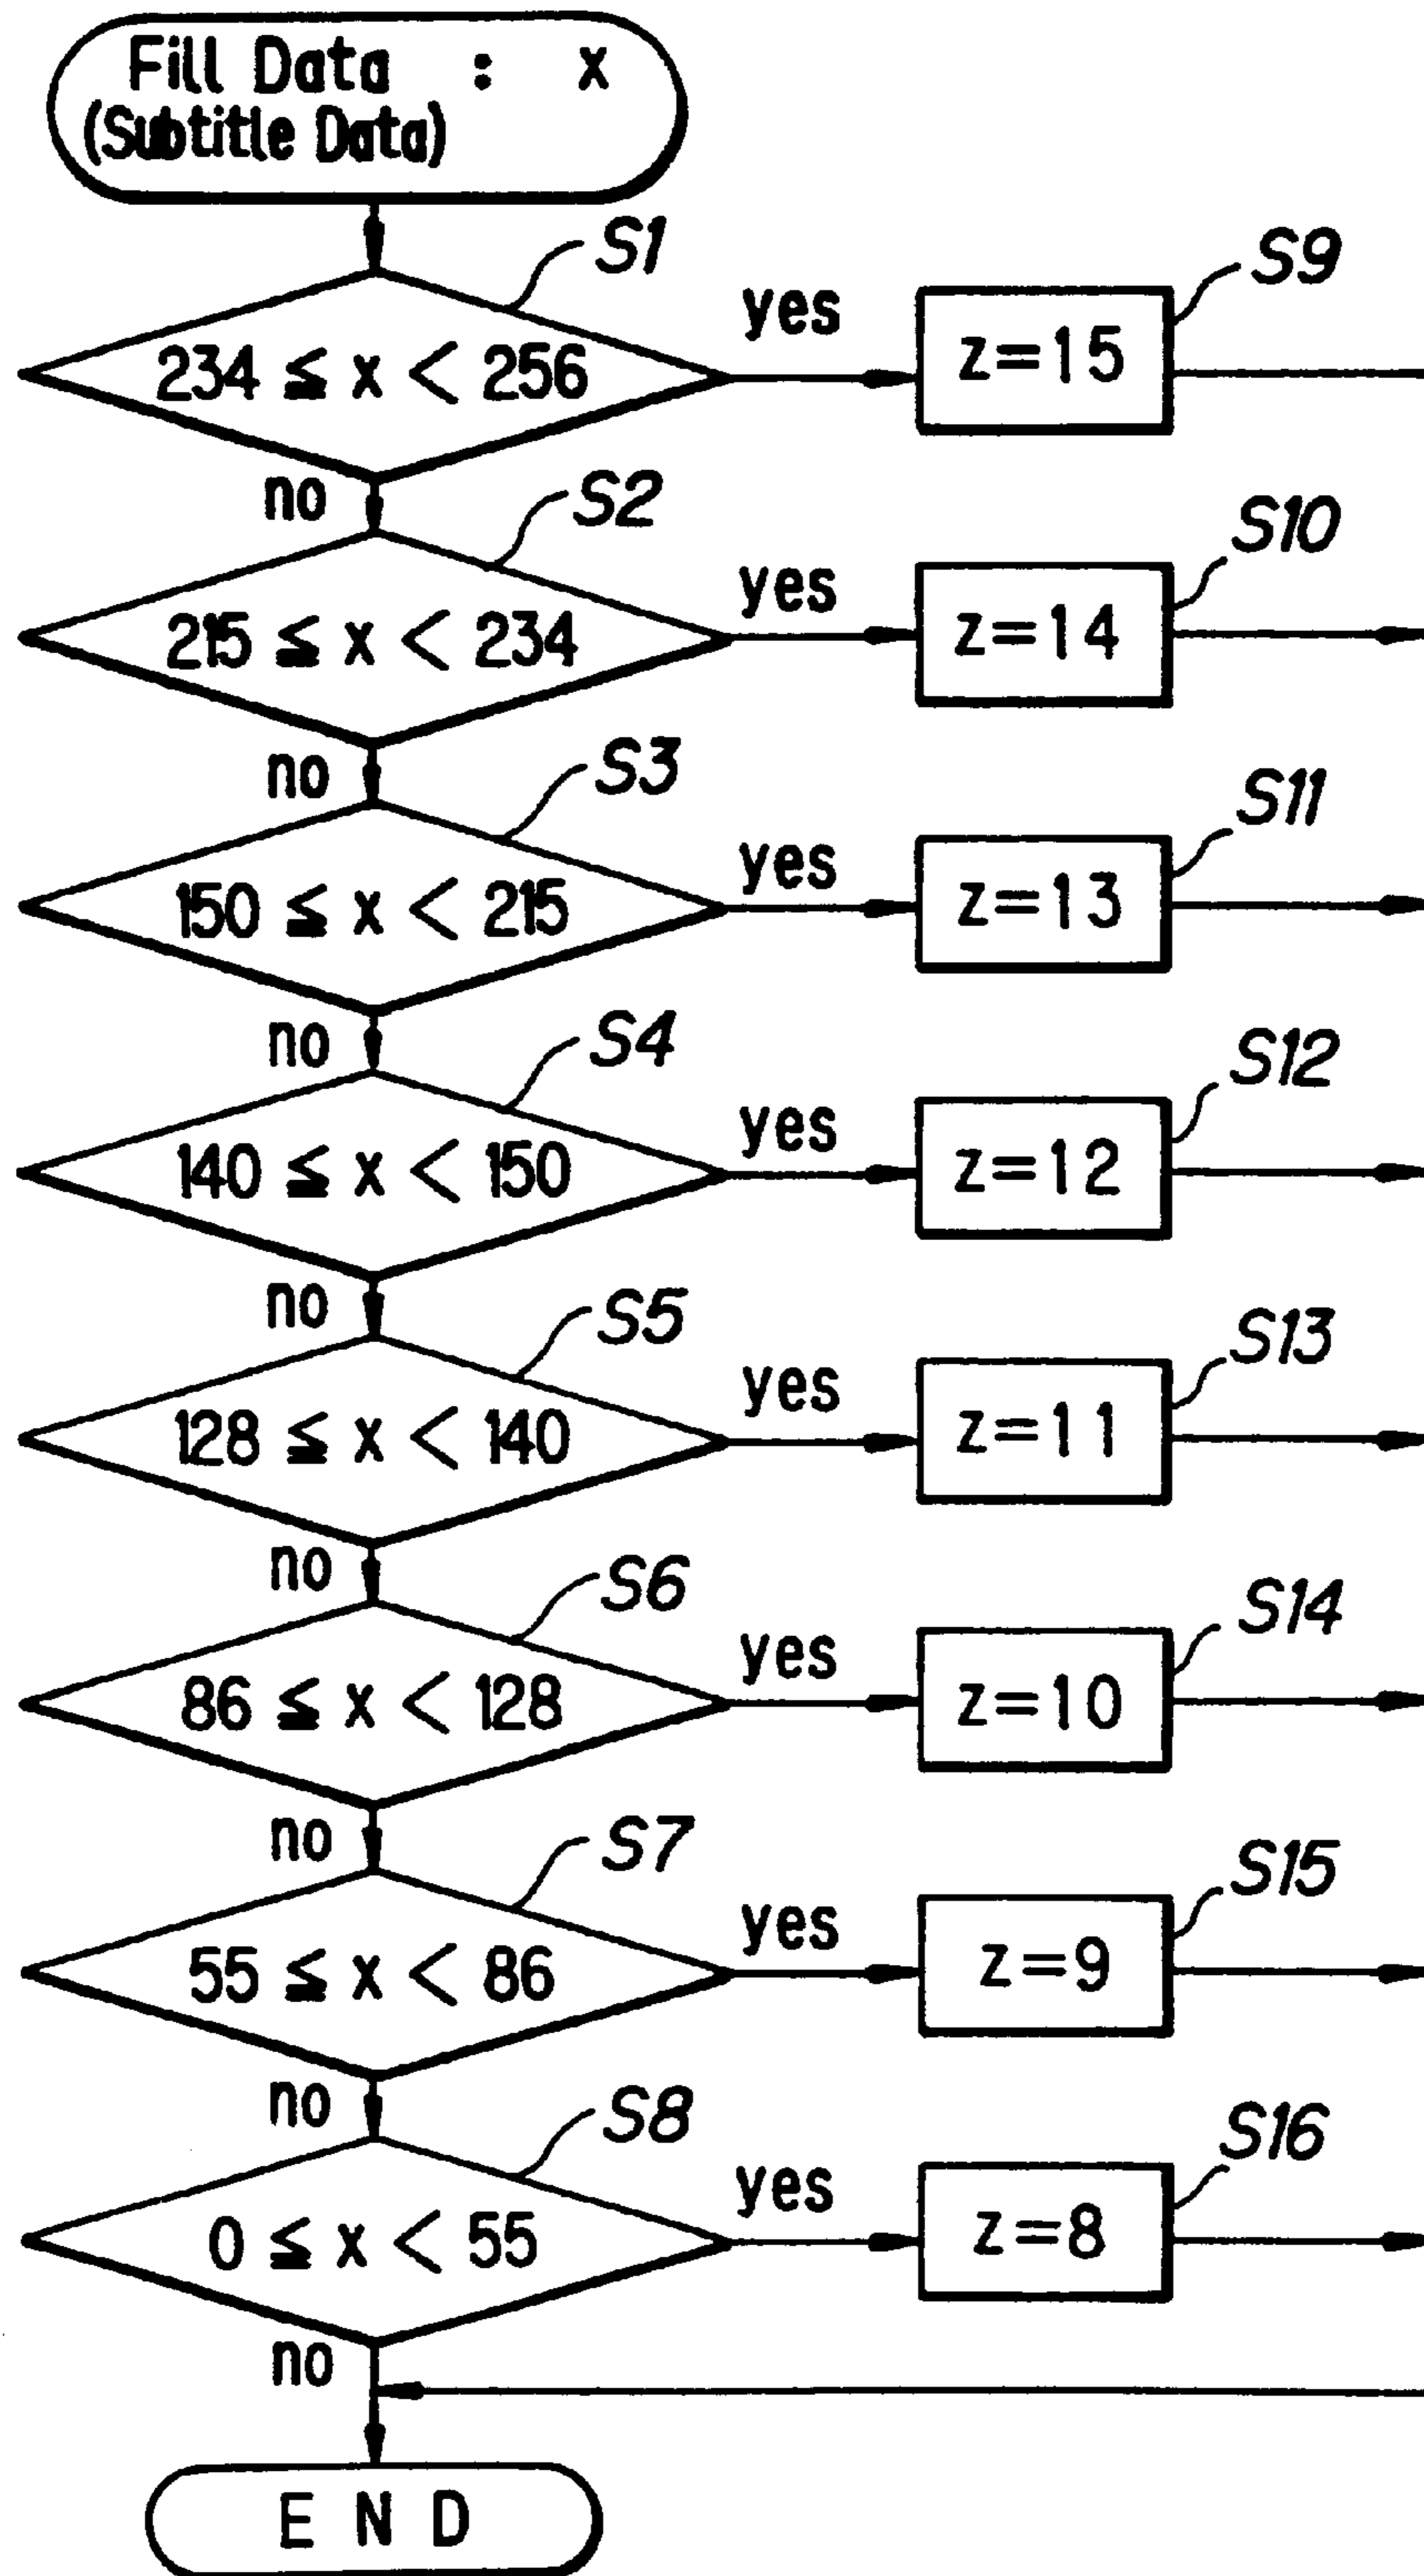 Fill Data : x
(Subtitle Data)
S1
234 ≦ x < 256
yes
z=15
S9
no
S2
215 ≦ x < 234
yes
z=14
S10
no
S3
150 ≦ x < 215
yes
z=13
S11
no
S4
140 ≦ x < 150
yes
z=12
S12
no
S5
128 ≦ x < 140
yes
z=11
S13
no
S6
86 ≦ x < 128
yes
z=10
S14
no
S7
55 ≦ x < 86
yes
z=9
S15
no
S8
0 ≦ x < 55
yes
z=8
S16
no
END